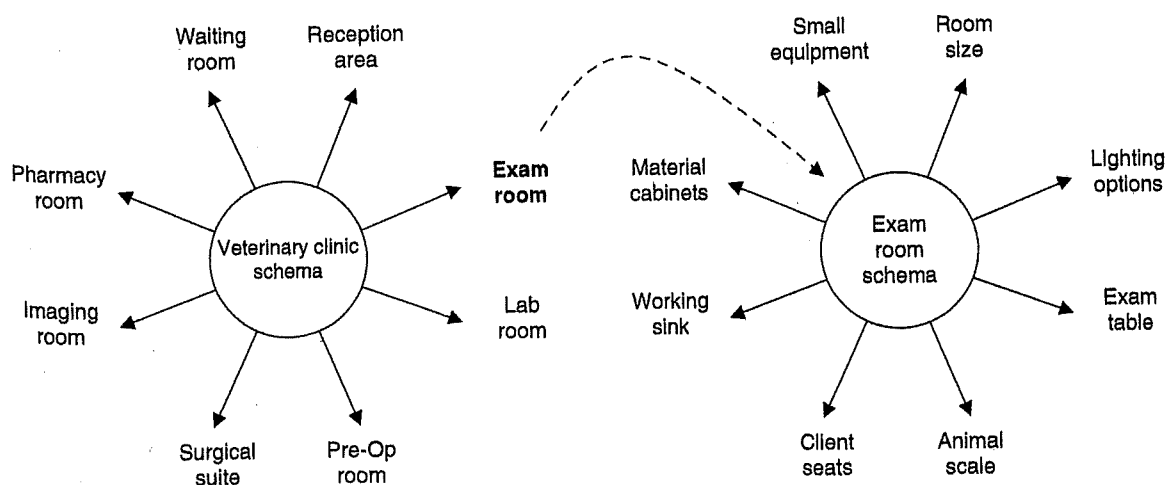 Waiting
room
Reception
area
Pharmacy
room
Exam
room
Veterinary clinic
schema
Imaging
room
Lab
room
Surgical
suite
Pre-Op
room
Small
equipment
Room
size
Material
cabinets
Lighting
options
Exam
room
schema
Working
sink
Exam
table
Client
seats
Animal
scale